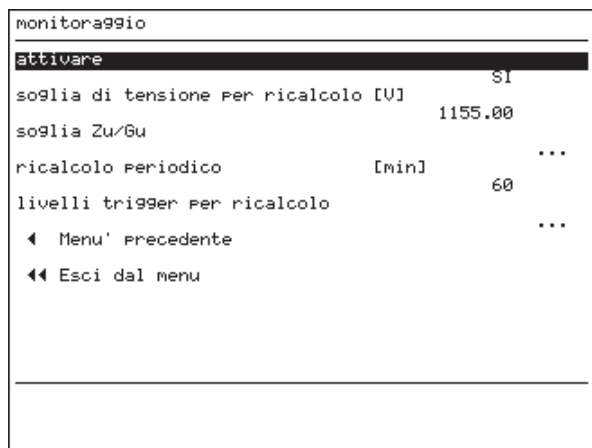 monitoraggio
attivare
SI
soglia di tensione per ricalcolo [V]
1155.00
soglia Zu/Gu
...
ricalcolo periodico [min]
60
livelli trigger per ricalcolo
...
Menu' precedente
Esci dal menu